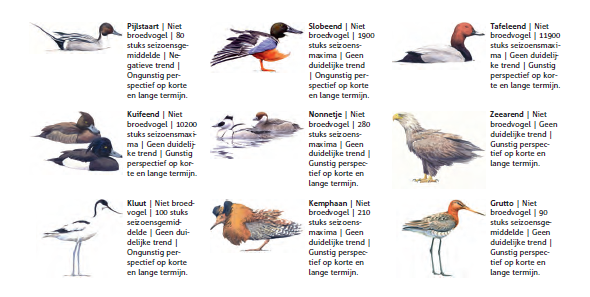 Pijlstaart | Niet
broedvogel | 80
stuks seizoensge-
middelde | Ne-
gatieve trend |
Ongunstig per-
spectief op korte
en lange termijn.
Slobeend | Niet
broedvogel | 1900
stuks seizoens-
maxima | Geen
duidelijke trend
| Ongunstig per-
spectief op korte
en lange termijn.
Tafeleend | Niet
broedvogel | 11900
stuks seizoensmaxi-
ma | Geen duidelij-
ke trend | Gunstig
perspectief op kor-
te en lange termijn.
Kuifeend | Niet
broedvogel | 10200
stuks seizoensmaxi-
ma | Geen duidelij-
ke trend | Gunstig
perspectief op kor-
te en lange termijn.
Nonnetje | Niet
broedvogel | 280
stuks seizoens-
maxima | Geen
duidelijke trend |
Gunstig perspec-
tief op korte en
lange termijn.
Zeearend | Niet
broedvogel | Geen
duidelijke trend |
Gunstig perspec-
tief op korte en
lange termijn.
Kluut | Niet broed-
vogel | 100 stuks
seizoensgemid-
delde | Geen dui-
delijke trend |
Ongunstig per-
spectief op korte
en lange termijn.
Kemphaan | Niet
broedvogel | 210
stuks seizoens-
maxima | Geen
duidelijke trend |
Gunstig perspec-
tief op korte en
lange termijn.
Grutto | Niet
broedvogel | 90
stuks seizoensge-
middelde | Geen
duidelijke trend |
Gunstig perspec-
tief op korte en
lange termijn.